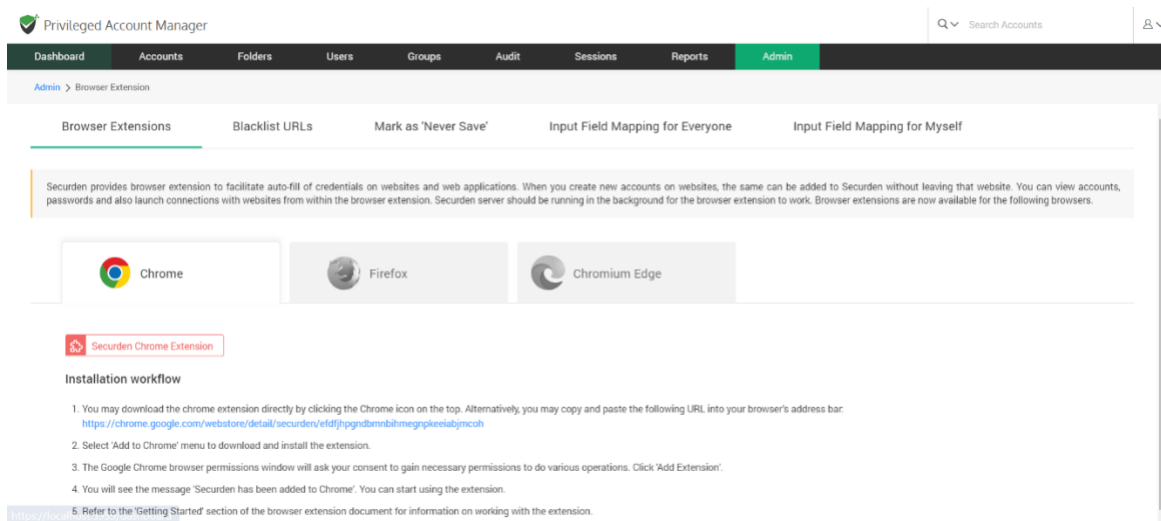 Privileged Account Manager
Search Accounts
Dashboard Accounts Folders Users Groups Audit Sessions Reports Admin
Admin > Browser Extension
Browser Extensions Blacklist URLs Mark as 'Never Save' Input Field Mapping for Everyone Input Field Mapping for Myself
Securden provides browser extension to facilitate auto-fill of credentials on websites and web applications. When you create new accounts on websites, the same can be added to Securden without leaving that website. You can view accounts,
passwords and also launch connections with websites from within the browser extension. Securden server should be running in the background for the browser extension to work. Browser extensions are now available for the following browsers.
Chrome Firefox Chromium Edge
Securden Chrome Extension
Installation workflow
1. You may download the chrome extension directly by clicking the Chrome icon on the top. Alternatively, you may copy and paste the following URL into your browser's address bar:
https://chrome.google.com/webstore/detail/securden/efdfjhpgndbmnbihmegnpkeeiabjmcoh
2. Select 'Add to Chrome' menu to download and install the extension.
3. The Google Chrome browser permissions window will ask your consent to gain necessary permissions to do various operations. Click 'Add Extension'.
4. You will see the message 'Securden has been added to Chrome'. You can start using the extension.
5. Refer to the 'Getting Started' section of the browser extension document for information on working with the extension.